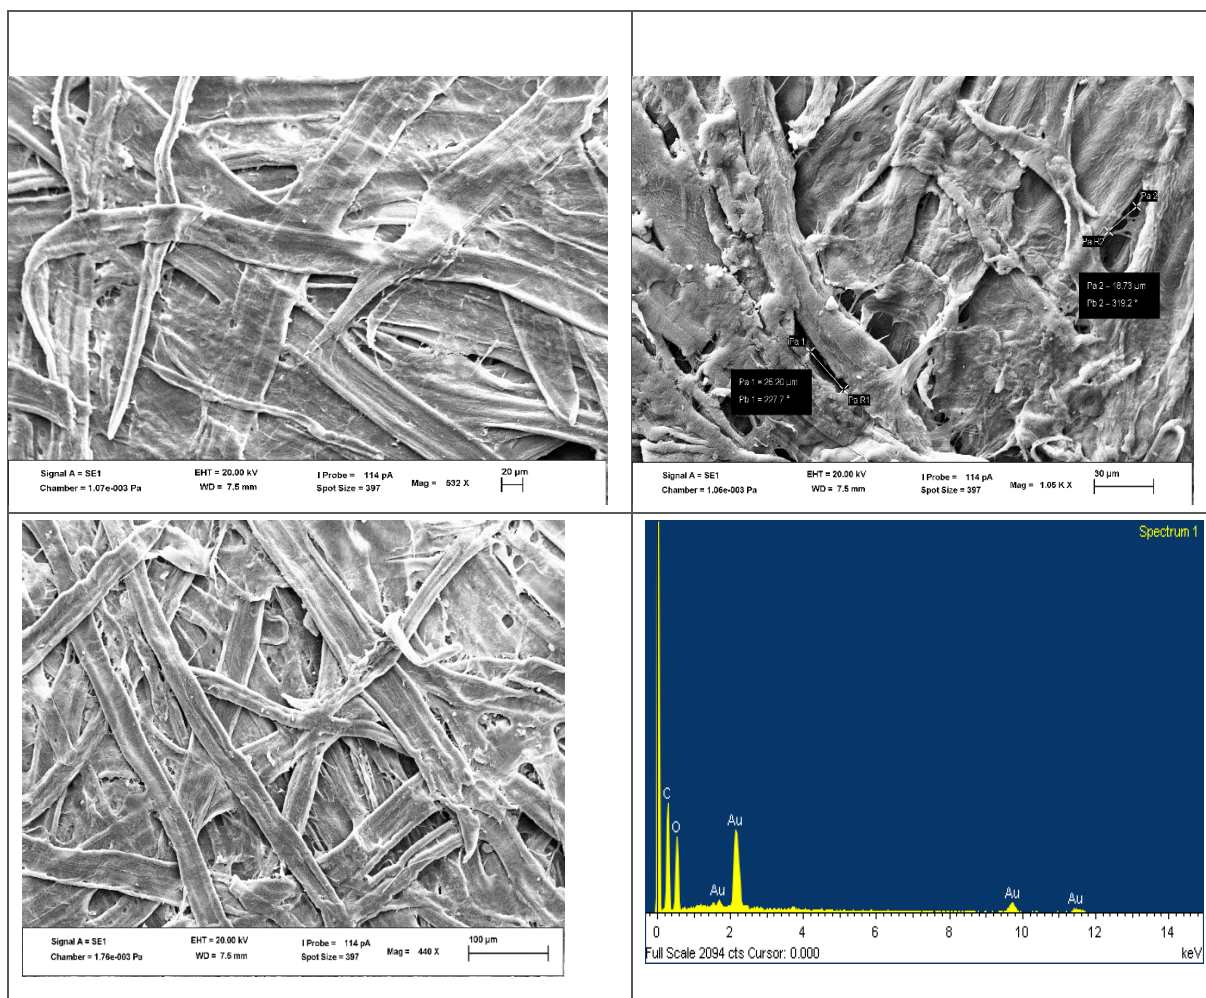 Signal A = SE1 EHT = 20.00 kV I Probe = 114 pA 20 µm
Chamber = 1.07e-003 Pa WD = 7.5 mm Spot Size = 397 Mag = 532 X
Pa 2
Pa R2
Pa 2 = 18.73 µm
Pb 2 = 319.2 °
Pa 1
Pa 1 = 25.20 µm
Pb 1 = 227.7 °
Pa R1
Signal A = SE1 EHT = 20.00 kV I Probe = 114 pA 30 µm
Chamber = 1.06e-003 Pa WD = 7.5 mm Spot Size = 397 Mag = 1.05 K X
Signal A = SE1 EHT = 20.00 kV I Probe = 114 pA 100 µm
Chamber = 1.76e-003 Pa WD = 7.5 mm Spot Size = 397 Mag = 440 X
Spectrum 1
C
O
Au
Au
Au
Au
0 2 4 6 8 10 12 14
Full Scale 2094 cts Cursor: 0.000 keV